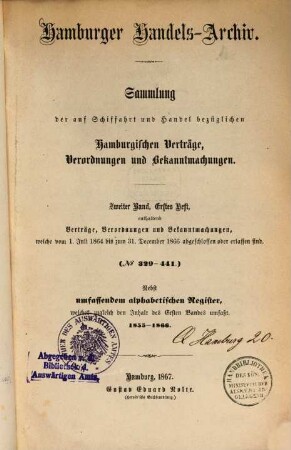 Hamburger Handels-Archiv.
Sammlung
der auf Schiffahrt und Handel bezüglichen
Hamburgischen Verträge,
Verordnungen und Bekanntmachungen.
Zweiter Band, Erstes Heft,
enthaltend
Verträge, Verordnungen und Bekanntmachungen,
welche vom 1. Juli 1864 bis zum 31. December 1866 abgeschlossen oder erlassen sind.
(№ 329-441.)
Nebst
umfassendem alphabetischen Register,
welches zugleich den Inhalt des Ersten Bandes umfasst.
1855-1866.
Hamburg 20.
Abgegeben v. d.
Bibliothek d.
Auswärtigen Amts.
Hamburg, 1867.
Gustav Eduard Nolte.
(Herold'sche Buchhandlung.)